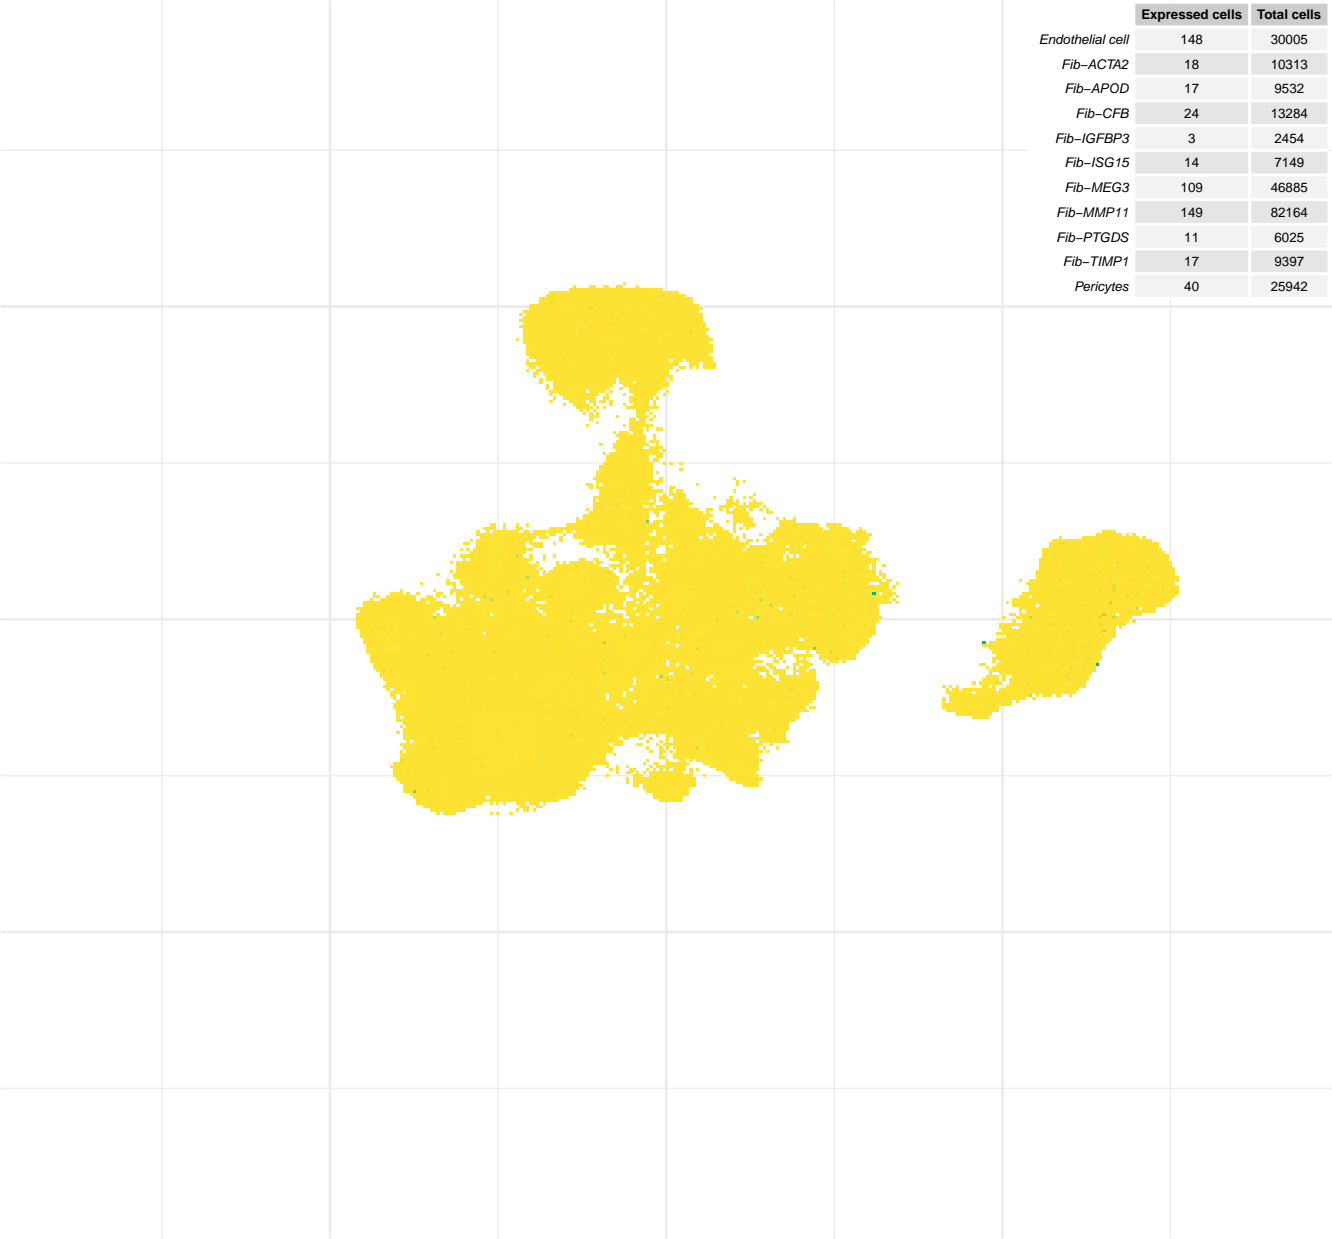 Expressed cells Total cells
Endothelial cell 148 30005
Fib−ACTA2 18 10313
Fib−APOD 17 9532
Fib−CFB 24 13284
Fib−IGFBP3 3 2454
Fib−ISG15 14 7149
Fib−MEG3 109 46885
Fib−MMP11 149 82164
Fib−PTGDS 11 6025
Fib−TIMP1 17 9397
Pericytes 40 25942